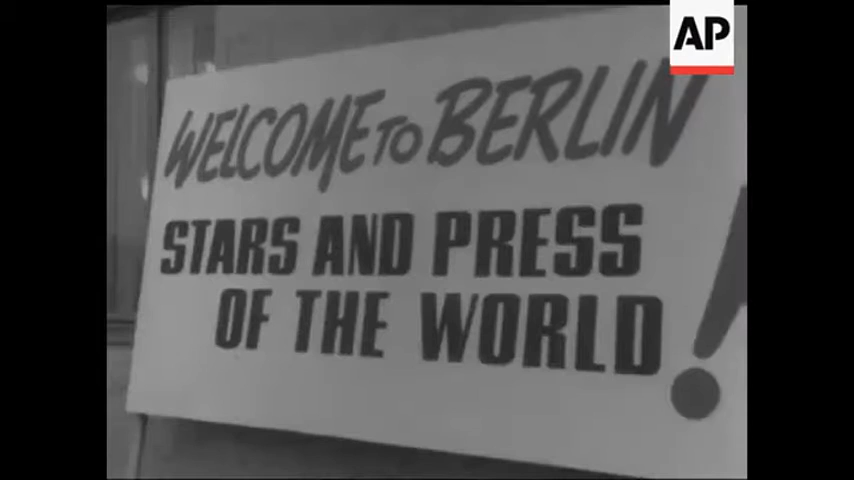 AP
WELCOME TO BERLIN
STARS AND PRESS
OF THE WORLD!